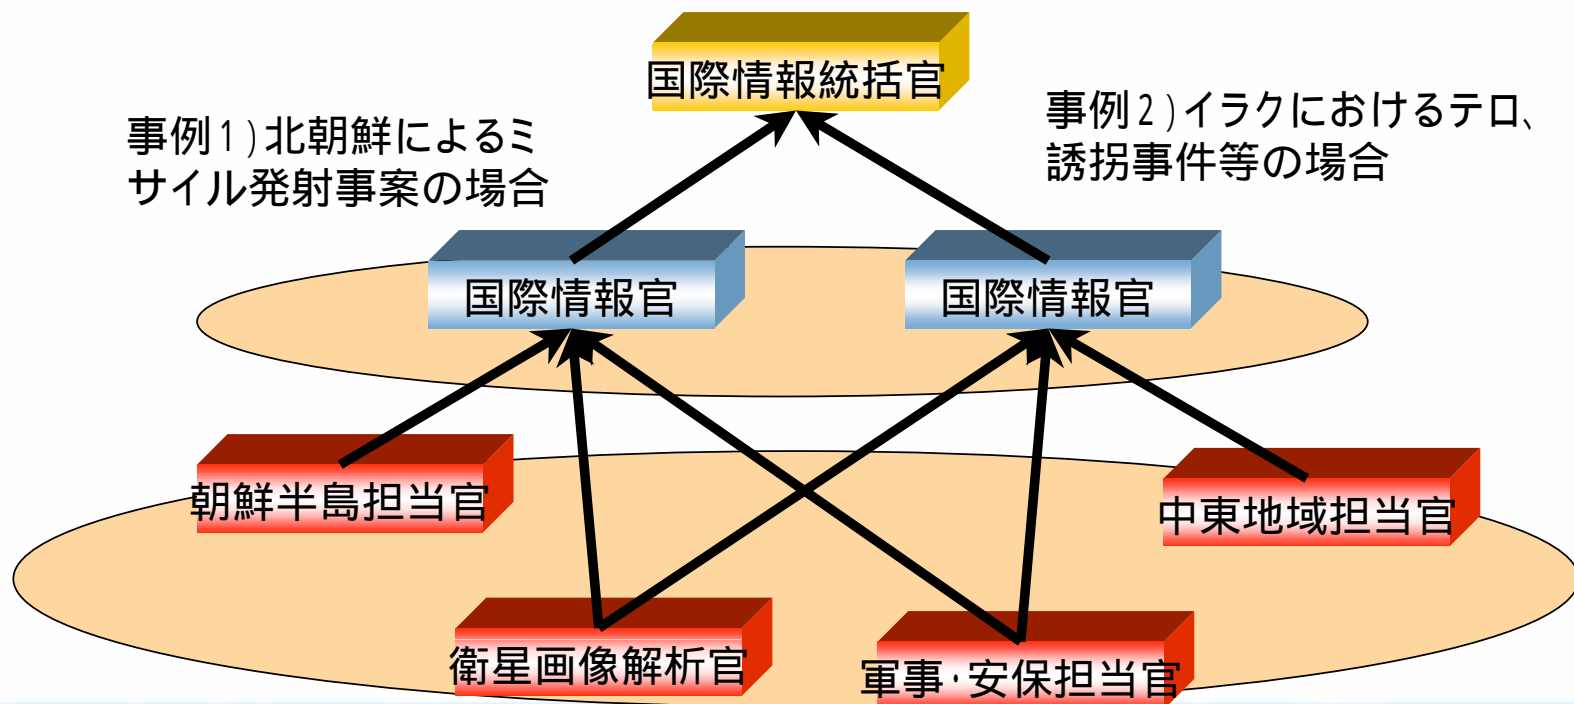 国際情報統括官
事例１)北朝鮮によるミ
サイル発射事案の場合
事例２)イラクにおけるテロ、
誘拐事件等の場合
国際情報官
国際情報官
朝鮮半島担当官
中東地域担当官
衛星画像解析官
軍事・安保担当官